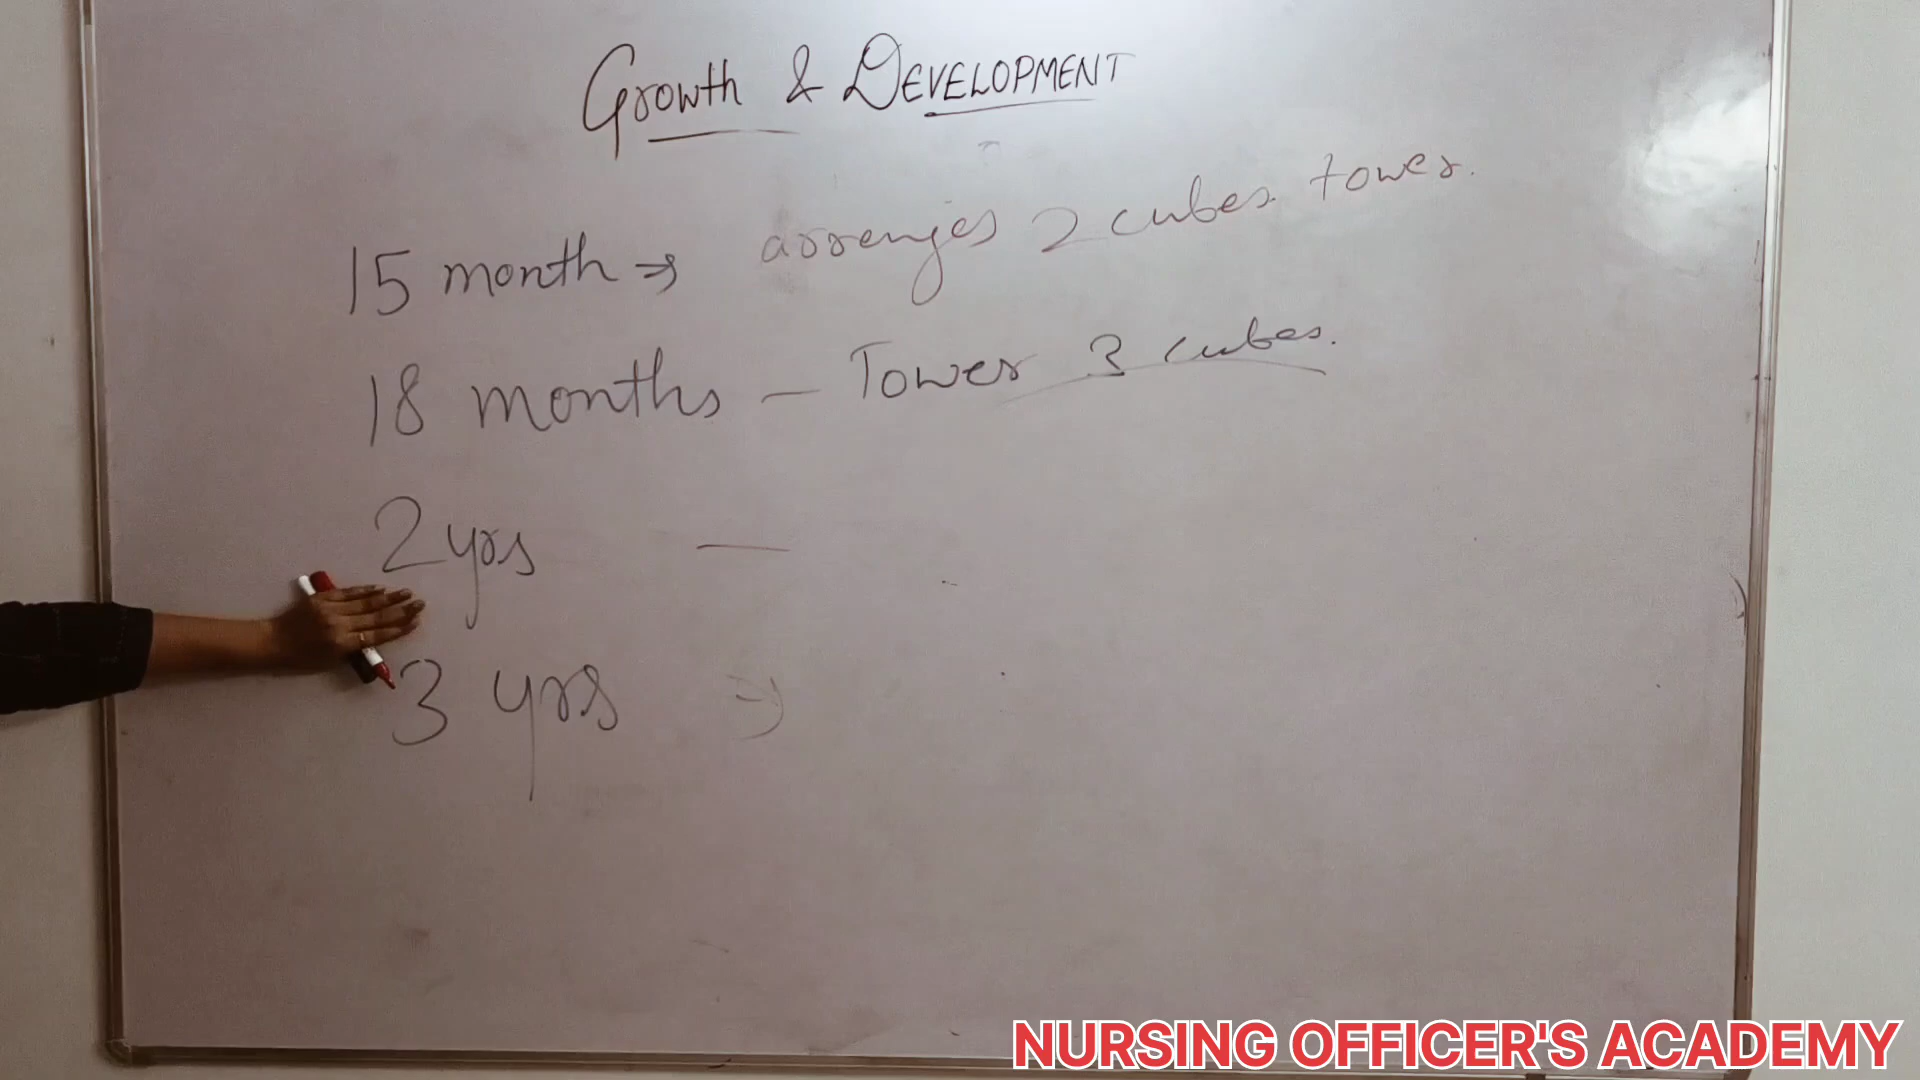 Growth & DEVELOPMENT
15 month → arrenges 2 cubes tower.
18 months - Tower 3 cubes.
2 yrs -
3 yrs →
NURSING OFFICER'S ACADEMY